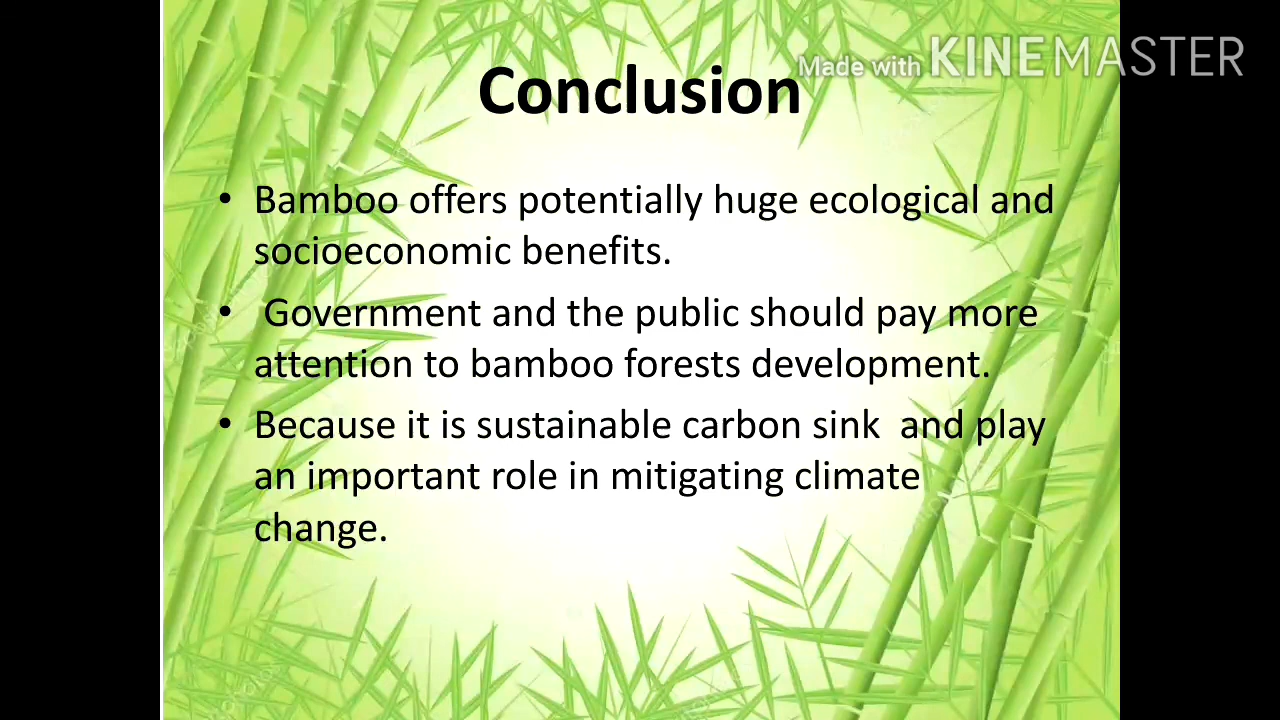 Made with KINEMASTER
Conclusion
• Bamboo offers potentially huge ecological and
socioeconomic benefits.
• Government and the public should pay more
attention to bamboo forests development.
• Because it is sustainable carbon sink  and play
an important role in mitigating climate
change.